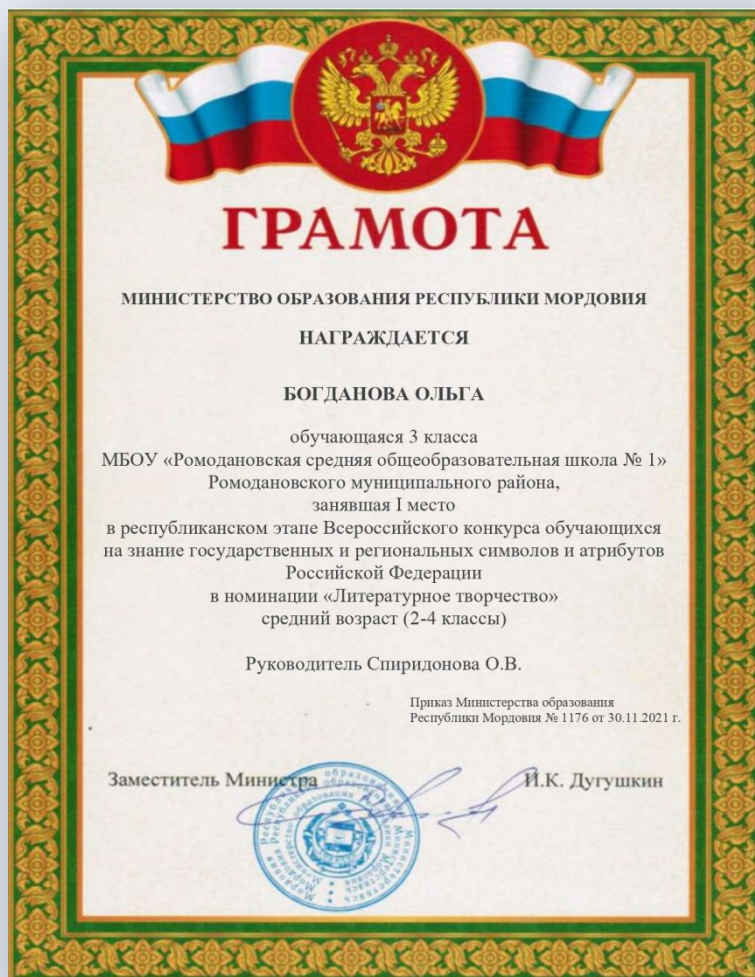 ГРАМОТА
МИНИСТЕРСТВО ОБРАЗОВАНИЯ РЕСПУБЛИКИ МОРДОВИЯ
НАГРАЖДАЕТСЯ
БОГДАНОВА ОЛЬГА
обучающаяся 3 класса
МБОУ «Ромодановская средняя общеобразовательная школа № 1»
Ромодановского муниципального района,
занявшая I место
в республиканском этапе Всероссийского конкурса обучающихся
на знание государственных и региональных символов и атрибутов
Российской Федерации
в номинации «Литературное творчество»
средний возраст (2-4 классы)
Руководитель Спиридонова О.В.
Приказ Министерства образования
Республики Мордовия № 1176 от 30.11.2021 г.
Заместитель Министра
И.К. Дугушкин